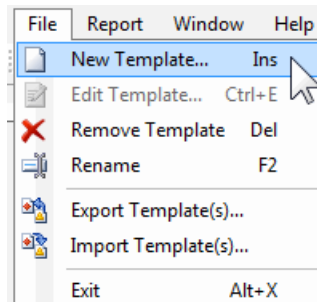 File Report Window Help
New Template... Ins
Edit Template... Ctrl+E
Remove Template Del
Rename F2
Export Template(s)...
Import Template(s)...
Exit Alt+X